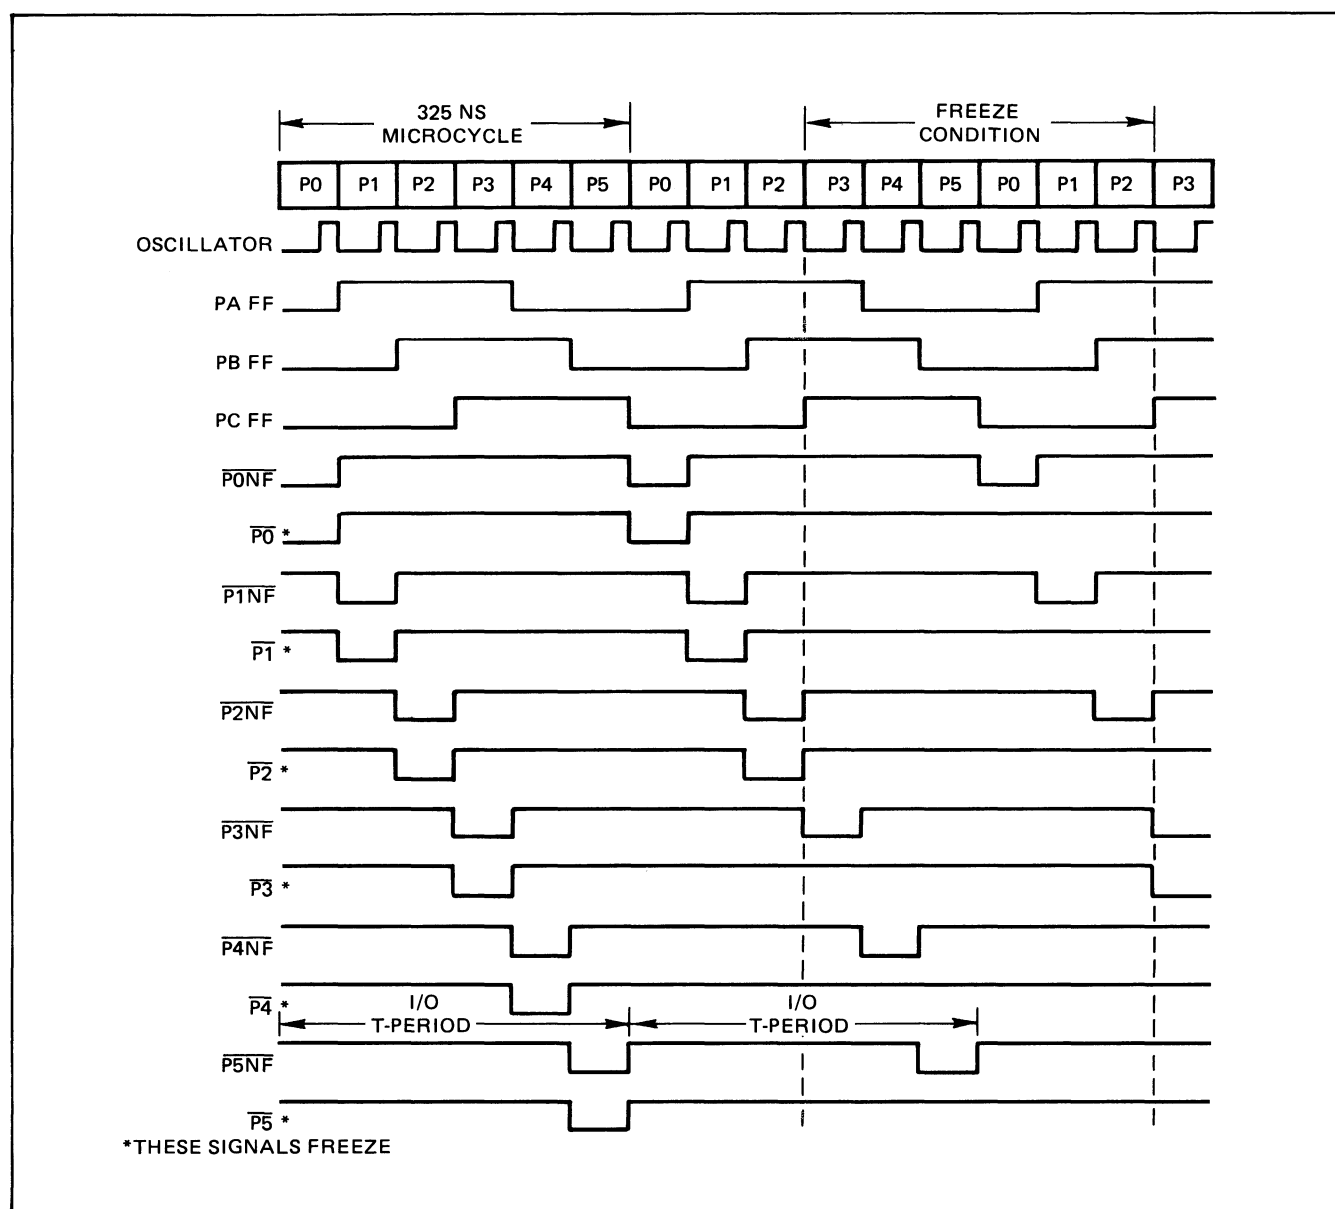 325 NS
MICROCYCLE
FREEZE
CONDITION
P0 P1 P2 P3 P4 P5 P0 P1 P2 P3 P4 P5 P0 P1 P2 P3
OSCILLATOR
PA FF
PB FF
PC FF
P0NF
P0 *
P1NF
P1 *
P2NF
P2 *
P3NF
P3 *
P4NF
P4 *
I/O
T-PERIOD
I/O
T-PERIOD
P5NF
P5 *
*THESE SIGNALS FREEZE